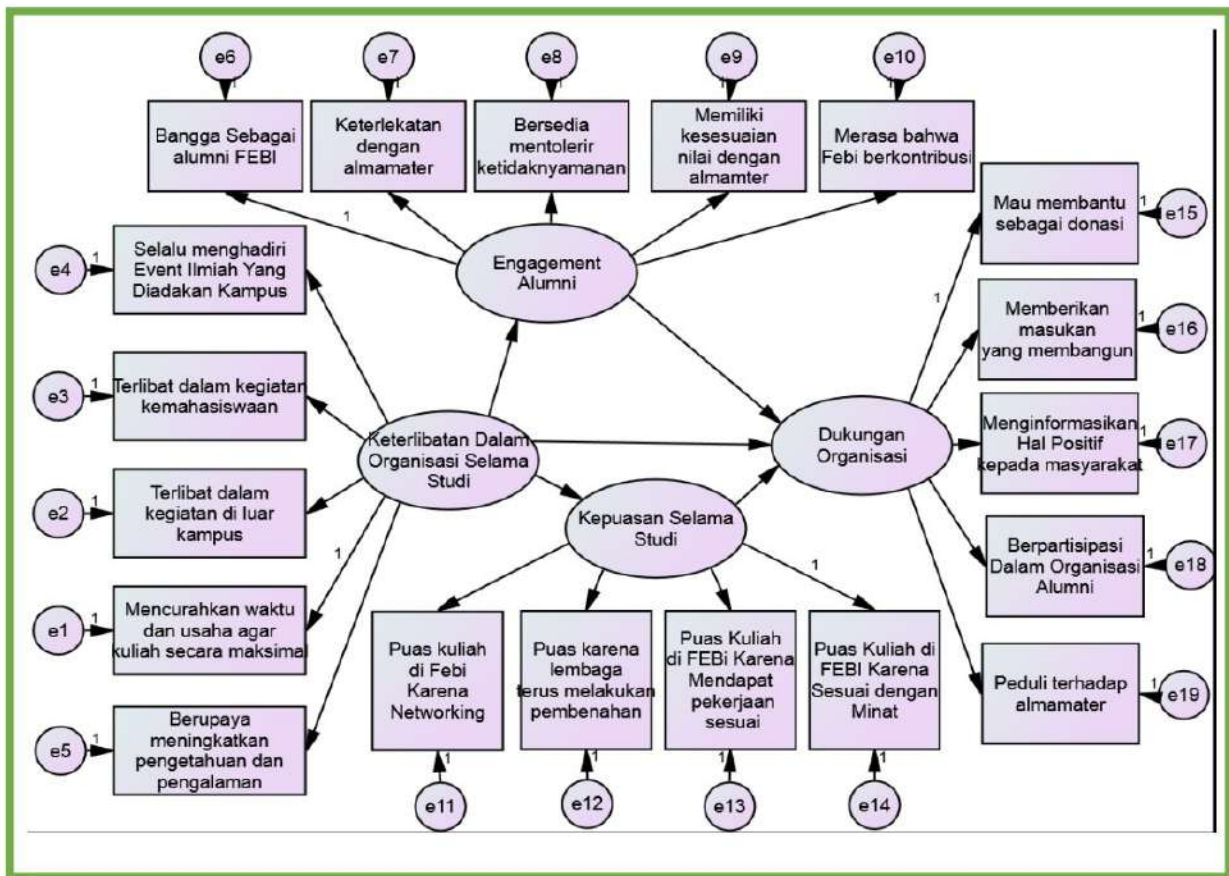 e6
e7
e8
e9
e10
1
1
1
1
1
Bangga Sebagai
alumni FEBI
Keterlekatan
dengan
almamater
Bersedia
mentolerir
ketidaknyamanan
Memiliki
kesesuaian
nilai dengan
almamter
Merasa bahwa
Febi berkontribusi
Mau membantu
sebagai donasi
1
e15
1
e4
1
Selalu menghadiri
Event Ilmiah Yang
Diadakan Kampus
Engagement
Alumni
1
Memberikan
masukan
yang membangun
1
e16
e3
1
Terlibat dalam kegiatan
kemahasiswaan
Keterlibatan Dalam
Organisasi Selama
Studi
Dukungan
Organisasi
Menginformasikan
Hal Positif
kepada masyarakat
1
e17
e2
1
Terlibat dalam
kegiatan di luar
kampus
Kepuasan Selama
Studi
1
1
Berpartisipasi
Dalam Organisasi
Alumni
1
e18
e1
1
Mencurahkan waktu
dan usaha agar
kuliah secara maksimal
Puas kuliah
di Febi
Karena
Networking
Puas karena
lembaga
terus melakukan
pembenahan
Puas Kuliah
di FEBi Karena
Mendapat
pekerjaan
sesuai
Puas Kuliah di
FEBI Karena
Sesuai dengan
Minat
Peduli terhadap
almamater
1
e19
e5
1
Berupaya
meningkatkan
pengetahuan dan
pengalaman
1
1
1
1
e11
e12
e13
e14